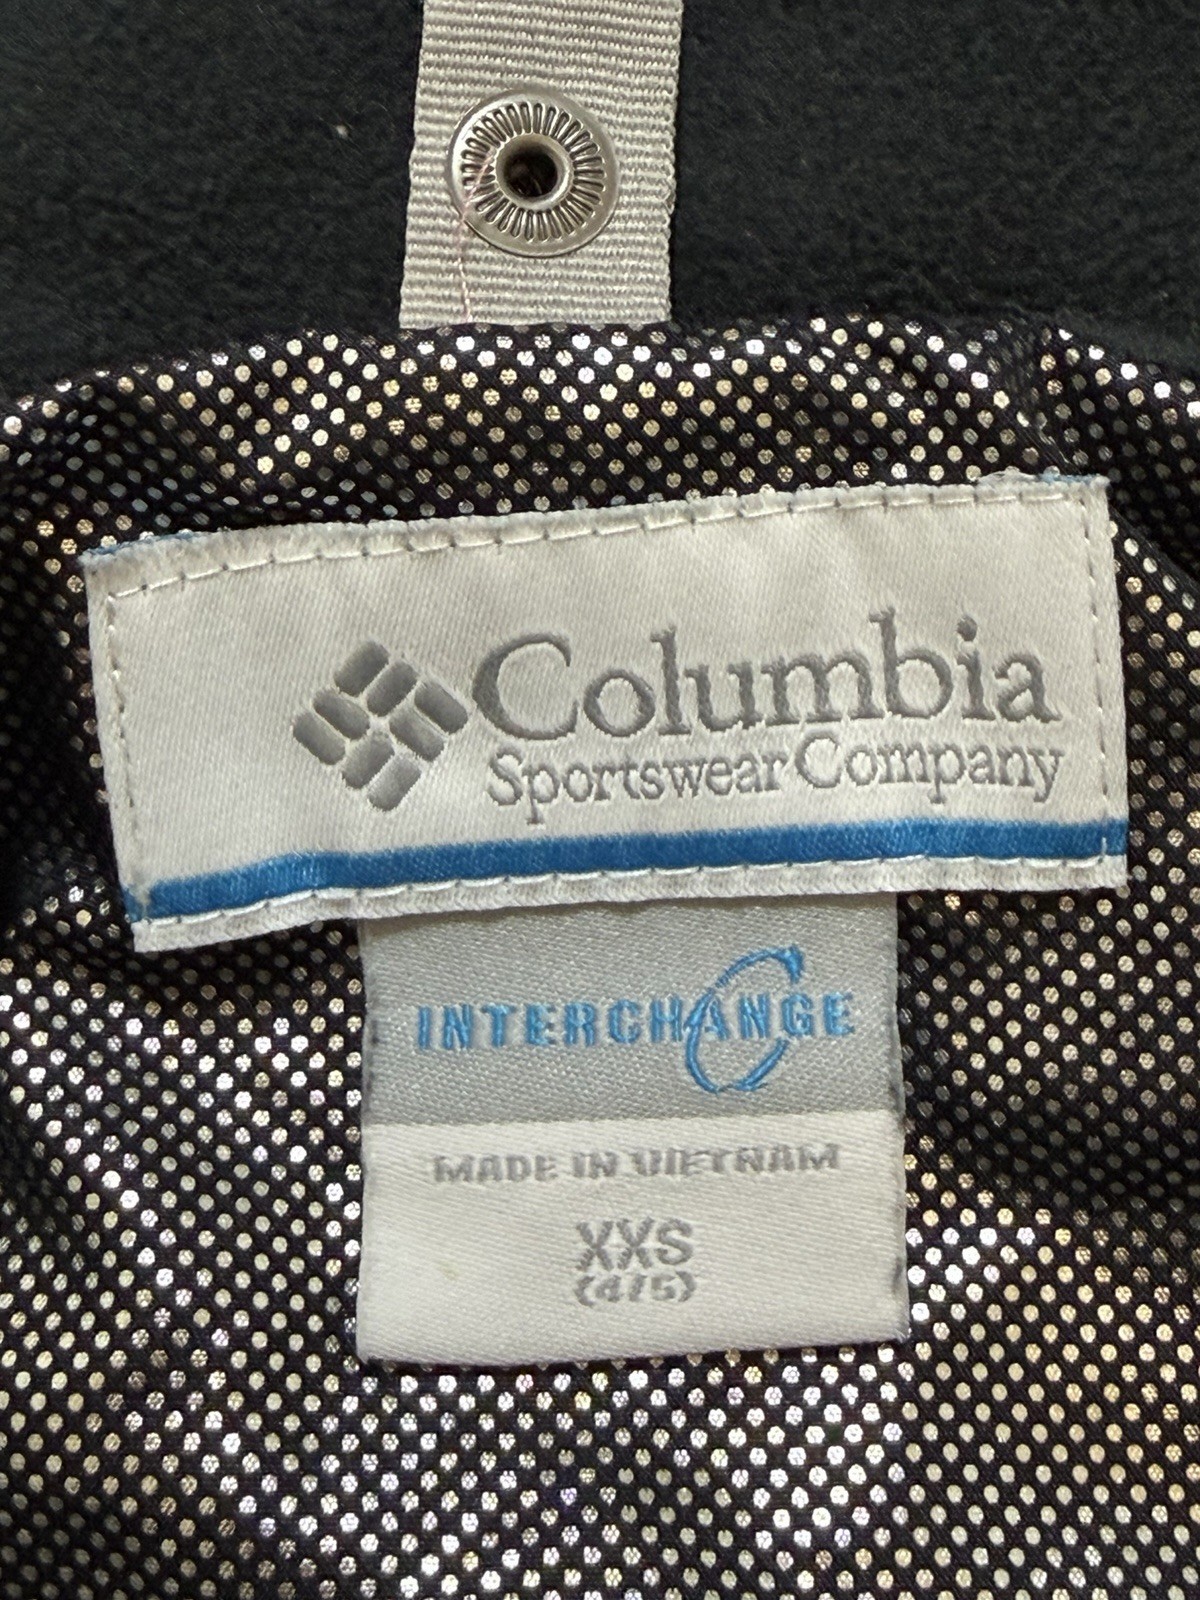 Columbia
Sportswear Company
INTERCHANGE
MADE IN VIETNAM
XXS
(4/5)